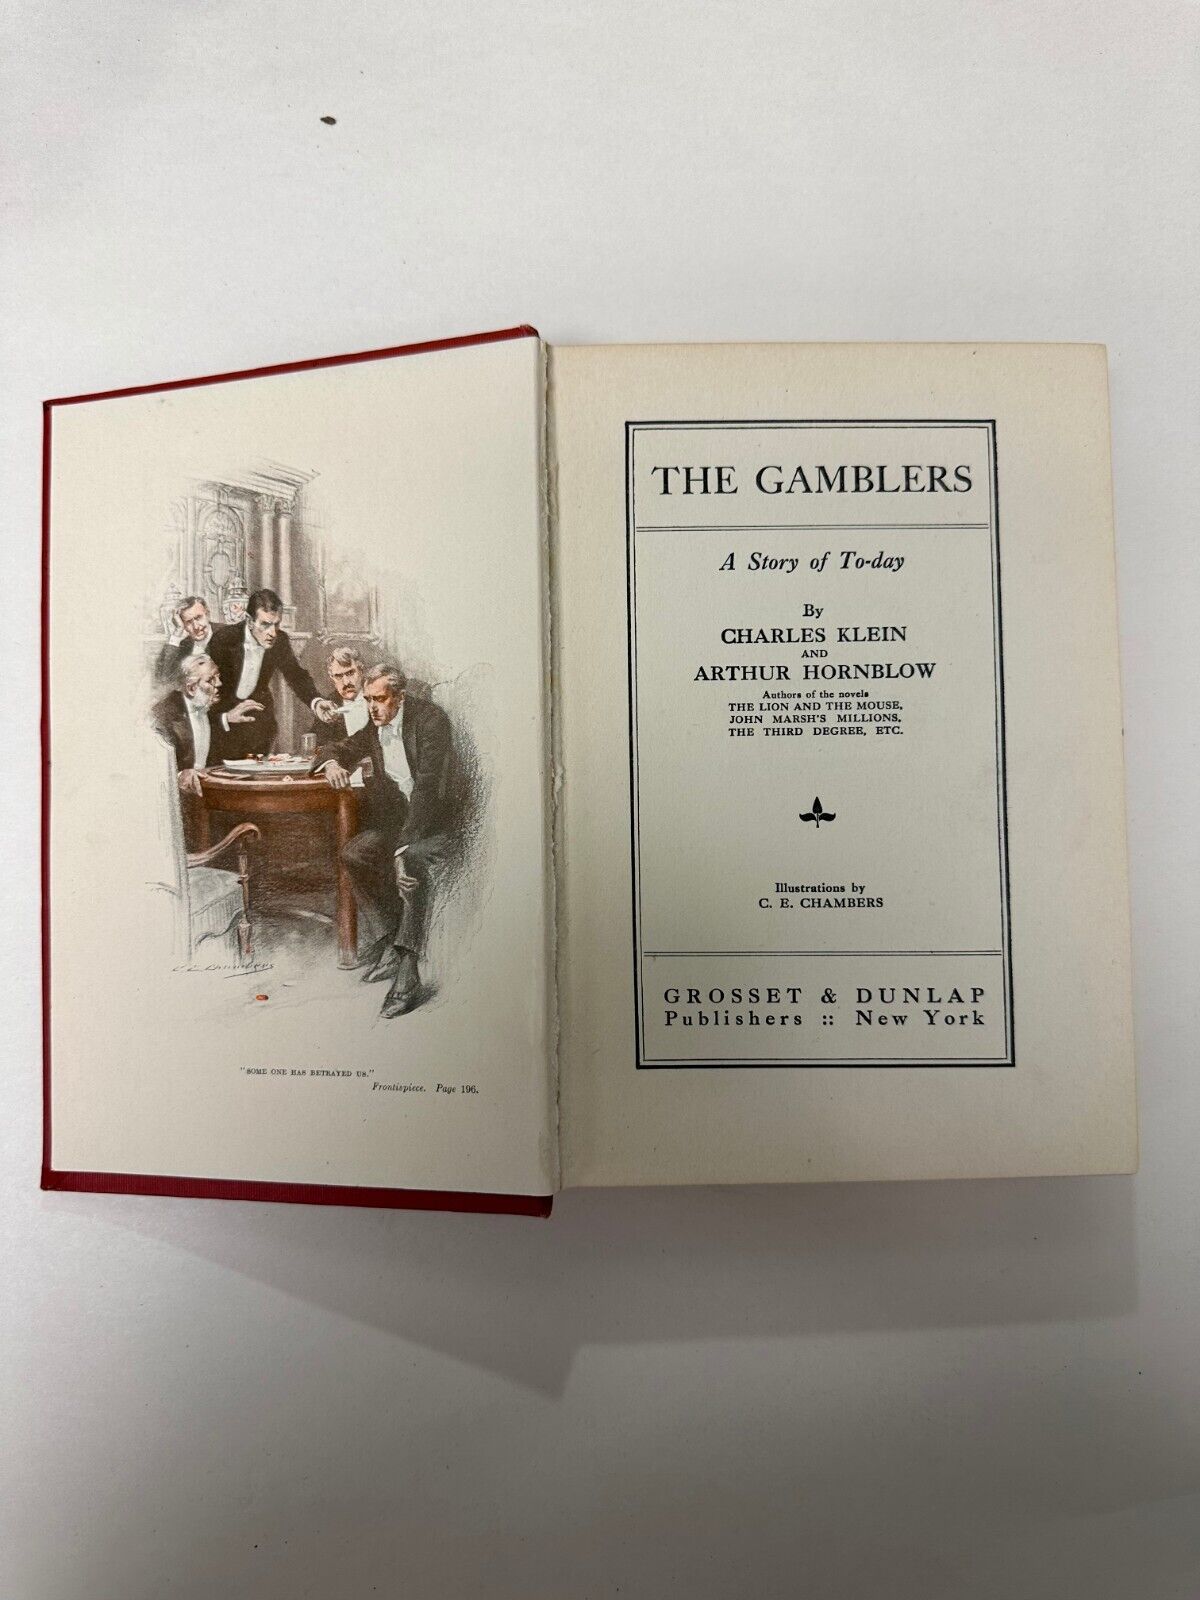 C E Chambers
"SOME ONE HAS BETRAYED US."
Frontispiece. Page 196.
THE GAMBLERS
A Story of To-day
By
CHARLES KLEIN
AND
ARTHUR HORNBLOW
Authors of the novels
THE LION AND THE MOUSE,
JOHN MARSH'S MILLIONS,
THE THIRD DEGREE, ETC.
Illustrations by
C. E. CHAMBERS
GROSSET & DUNLAP
Publishers :: New York